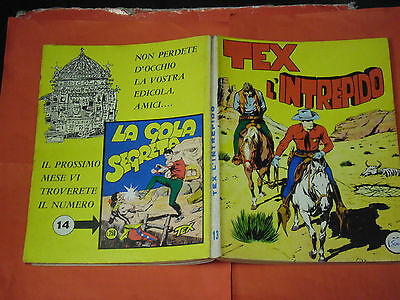 NON PERDETE
D'OCCHIO
LA VOSTRA
EDICOLA,
AMICI....
LA GOLA
SEGRETA
IL PROSSIMO
MESE VI
TROVERETE
IL NUMERO
14
TEX
TEX L'INTREPIDO
13
TEX
L'INTREPIDO